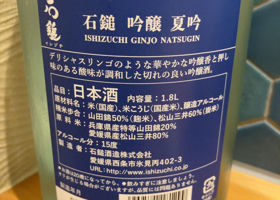 石鎚 吟醸 夏吟
ISHIZUCHI GINJO NATSUGIN
デリシャスリンゴのような華やかな吟醸香と押し
味のある酸味が調和した切れの良い吟醸酒。
品目:日本酒 内容量:1.8L
原材料名:米(国産米)、米こうじ(国産米)、醸造アルコール
使用原料米:山田錦50%(麹米)、松山三井60%(掛米)
原料米:兵庫県産特等山田錦20%
愛媛県産松山三井80%
アルコール分:15度
製造者:石鎚酒造株式会社
愛媛県西条市氷見丙402-3
http://www.ishizuchi.co.jp